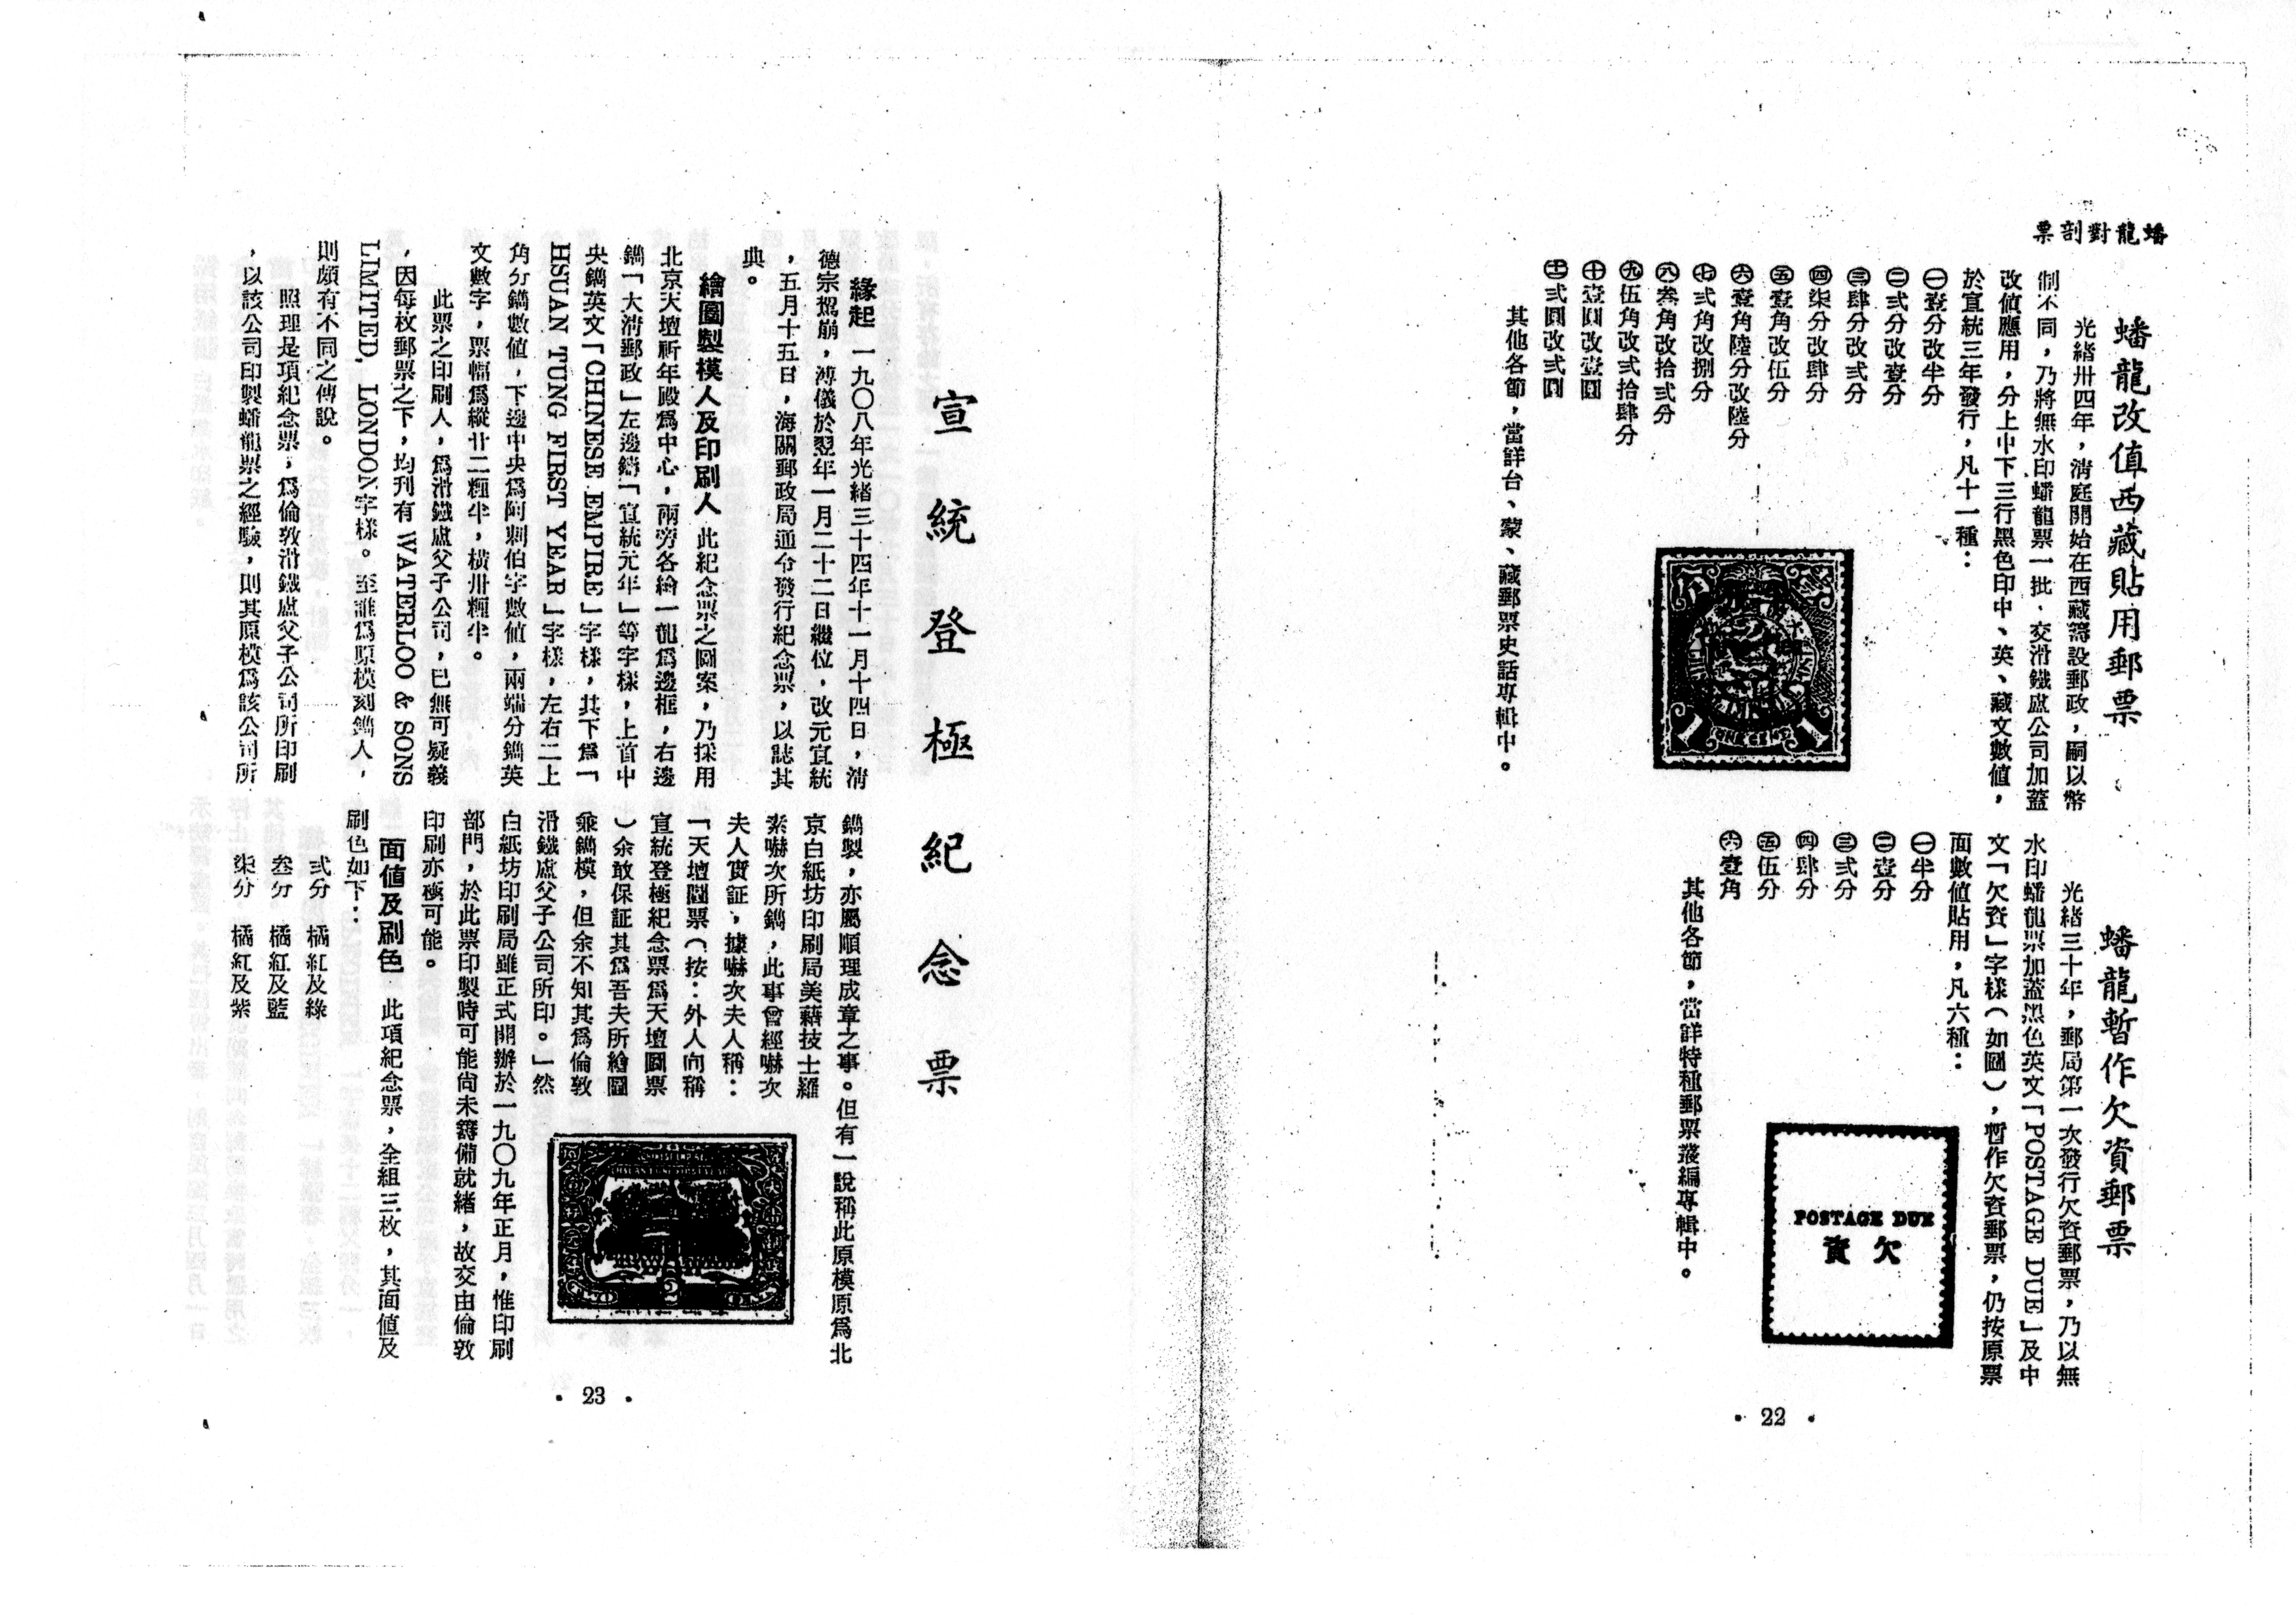 蟠龍對剖票
蟠龍改值西藏貼用郵票
光緒卅四年，清庭開始在西藏籌設郵政，嗣以幣
制不同，乃將無水印蟠龍票一批，交滑鐵盧公司加蓋
改值應用，分上中下三行黑色印中、英、藏文數值，
於宣統三年發行，凡十一種：
㊀壹分改半分
㊁弍分改壹分
㊂肆分改弍分
㊃柒分改肆分
㊄壹角改伍分
㊅壹角陸分改陸分
㊆弍角改捌分
㊇叁角改拾弍分
㊈伍角改弍拾肆分
㊉壹圓改壹圓
㊉㊀弍圓改弍圓
其他各節，當詳台、蒙、藏郵票史話專輯中。
蟠龍暫作欠資郵票
光緒三十年，郵局第一次發行欠資郵票，乃以無
水印蟠龍票加蓋黑色英文「POSTAGE DUE」及中
文「欠資」字樣（如圖），暫作欠資郵票，仍按原票
面數值貼用，凡六種：
㊀半分
㊁壹分
㊂弍分
㊃肆分
㊄伍分
㊅壹角
其他各節，當詳特種郵票叢編專輯中。
POSTAGE DUE
資欠
• 22 •
宣統登極紀念票
緣起 一九〇八年光緒三十四年十一月十四日，清
德宗駕崩，溥儀於翌年一月二十二日繼位，改元宣統
，五月十五日，海關郵政局通令發行紀念票，以誌其
典。
繪圖製模人及印刷人 此紀念票之圖案，乃採用
北京天壇祈年殿爲中心，兩旁各繪一龍爲邊框，右邊
鐫「大清郵政」左邊鐫「宣統元年」等字樣，上首中
央鐫英文「CHINESE EMPIRE」字樣，其下爲「
HSUAN TUNG FIRST YEAR」字樣，左右二上
角分鐫數值，下邊中央爲阿剌伯字數值，兩端分鐫英
文數字，票幅爲縱廿二糎半，橫卅糎半。
此票之印刷人，爲滑鐵盧父子公司，已無可疑義
，因每枚郵票之下，均刊有 WATERLOO & SONS
LIMITED, LONDON字樣。至誰爲原模刻鐫人，
則頗有不同之傳說。
照理是項紀念票，爲倫敦滑鐵盧父子公司所印刷
，以該公司印製蟠龍票之經驗，則其原模爲該公司所
鐫製，亦屬順理成章之事。但有一說稱此原模原爲北
京白紙坊印刷局美藉技士羅
素嚇次所鐫，此事曾經嚇次
夫人實証，據嚇次夫人稱：
「天壇圖票（按：外人向稱
宣統登極紀念票爲天壇圖票
）余敢保証其爲吾夫所繪圖
乘鐫模，但余不知其爲倫敦
滑鐵盧父子公司所印。」然
白紙坊印刷局雖正式開辦於一九〇九年正月，惟印刷
部門，於此票印製時可能尙未籌備就緒，故交由倫敦
印刷亦極可能。
面值及刷色 此項紀念票，全組三枚，其面值及
刷色如下：
弍分 橘紅及綠
叁分 橘紅及藍
柒分 橘紅及紫
• 23 •